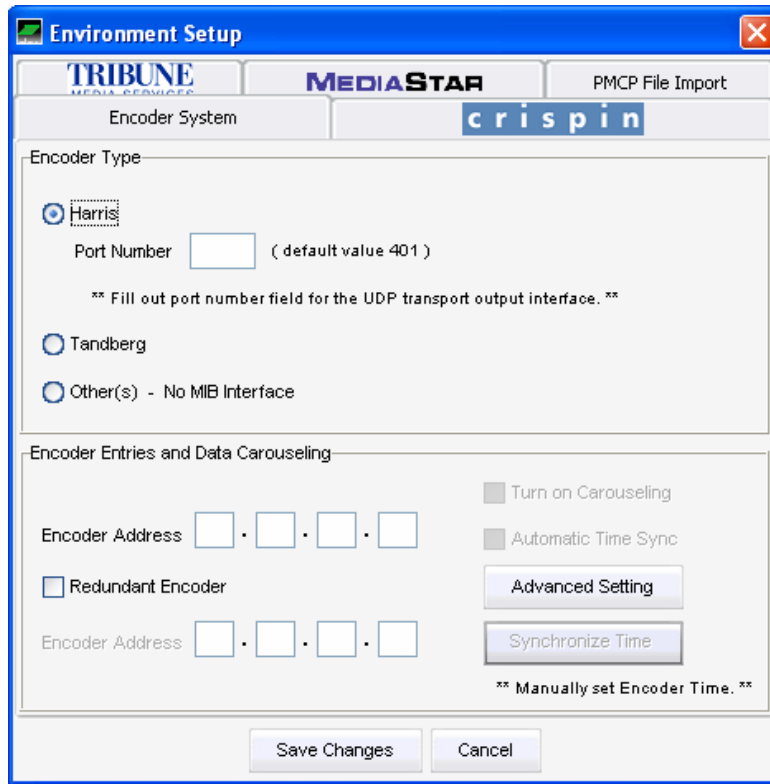 Environment Setup
TRIBUNE
MEDIA SERVICES
MEDIASTAR
PMCP File Import
Encoder System
crispin
Encoder Type
Harris
Port Number
( default value 401 )
** Fill out port number field for the UDP transport output interface. **
Tandberg
Other(s) - No MIB Interface
Encoder Entries and Data Carouseling
Turn on Carouseling
Encoder Address . . .
Automatic Time Sync
Redundant Encoder
Advanced Setting
Encoder Address . . .
Synchronize Time
** Manually set Encoder Time. **
Save Changes
Cancel